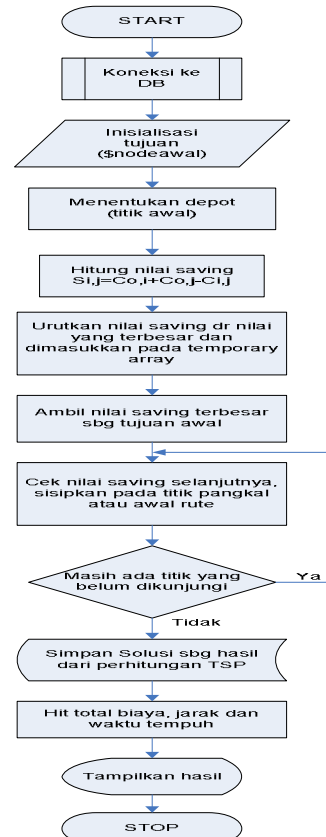 START
Koneksi ke
DB
Inisialisasi
tujuan
($nodeawal)
Menentukan depot
(titik awal)
Hitung nilai saving
Si,j=Co,i+Co,j-Ci,j
Urutkan nilai saving dr nilai
yang terbesar dan
dimasukkan pada temporary
array
Ambil nilai saving terbesar
sbg tujuan awal
Cek nilai saving selanjutnya,
sisipkan pada titik pangkal
atau awal rute
Masih ada titik yang
belum dikunjungi
Ya
Tidak
Simpan Solusi sbg hasil
dari perhitungan TSP
Hit total biaya, jarak dan
waktu tempuh
Tampilkan hasil
STOP